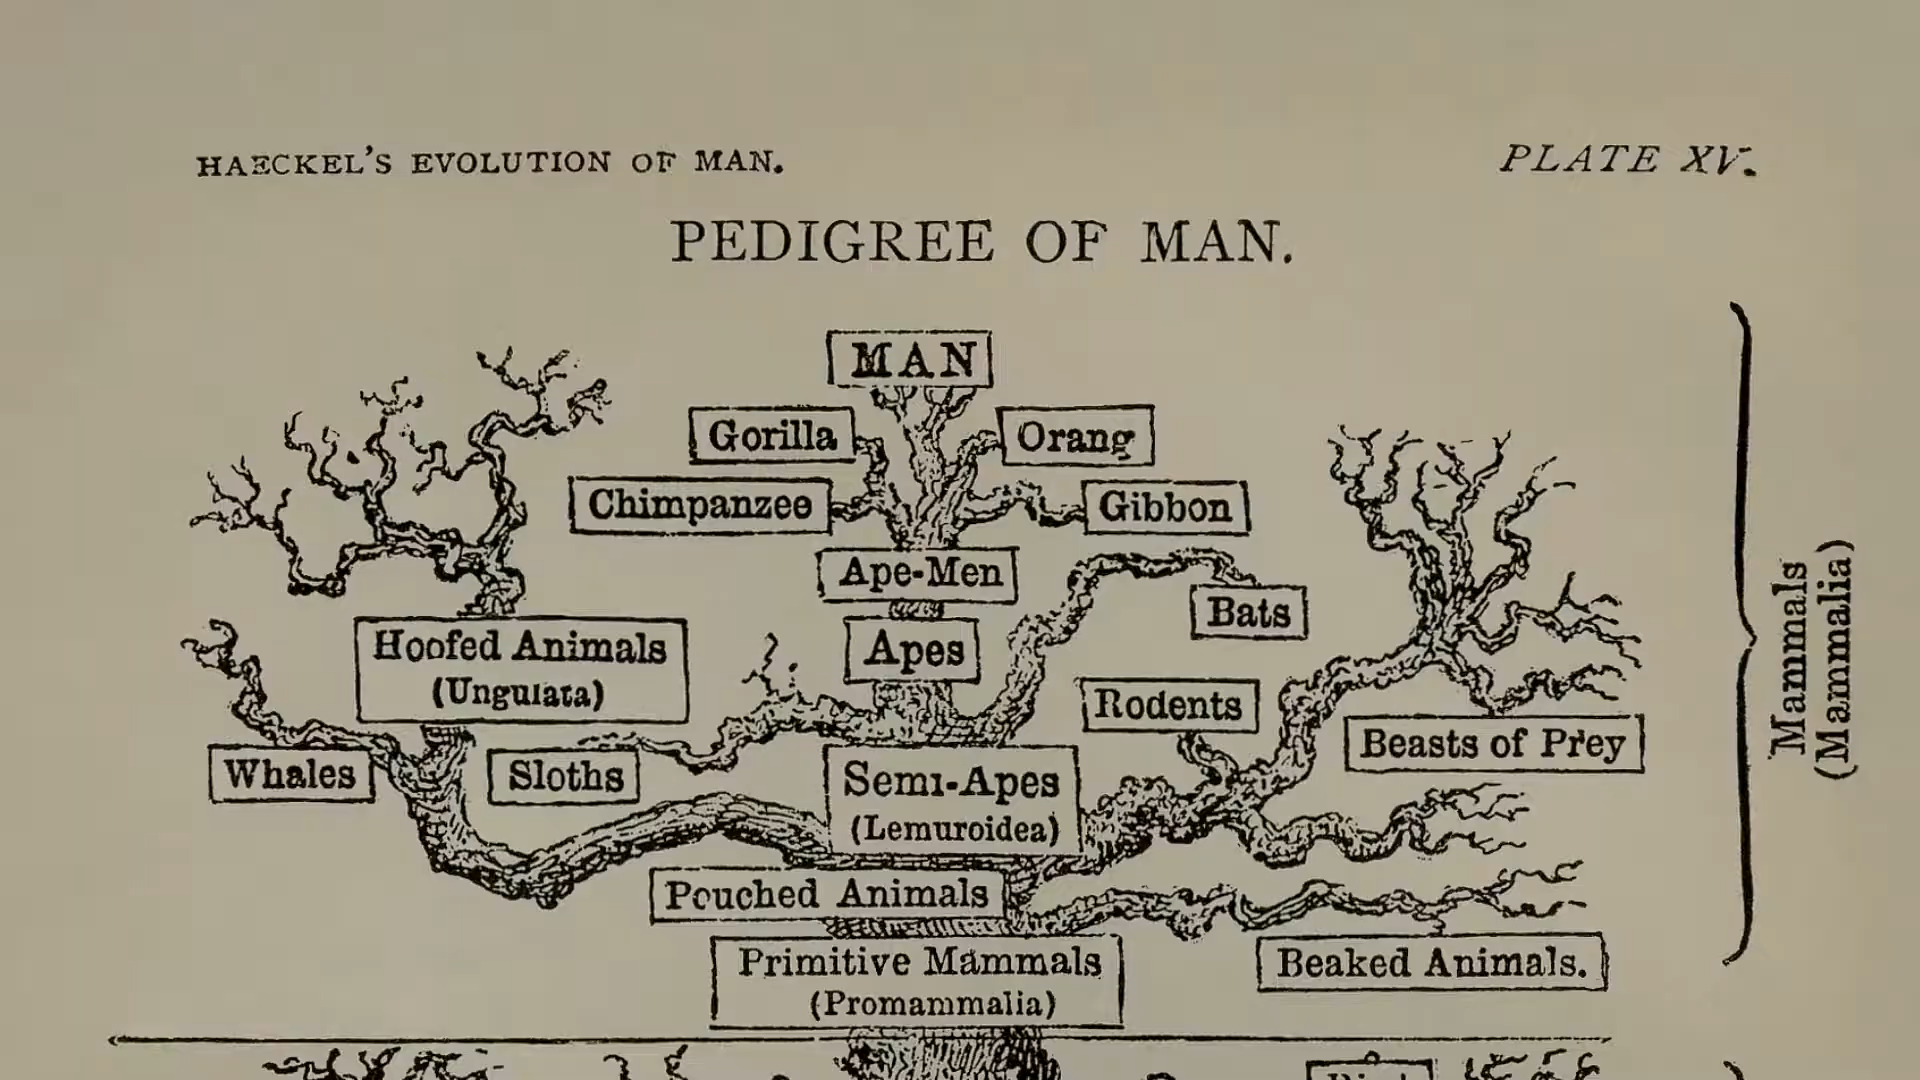 HAECKEL'S EVOLUTION OF MAN.
PLATE XV.
PEDIGREE OF MAN.
MAN
Gorilla
Orang
Chimpanzee
Gibbon
Ape-Men
Bats
Hoofed Animals
(Ungulata)
Apes
Rodents
Beasts of Prey
Mammals
(Mammalia)
Whales
Sloths
Semi-Apes
(Lemuroidea)
Pouched Animals
Primitive Mammals
(Promammalia)
Beaked Animals.